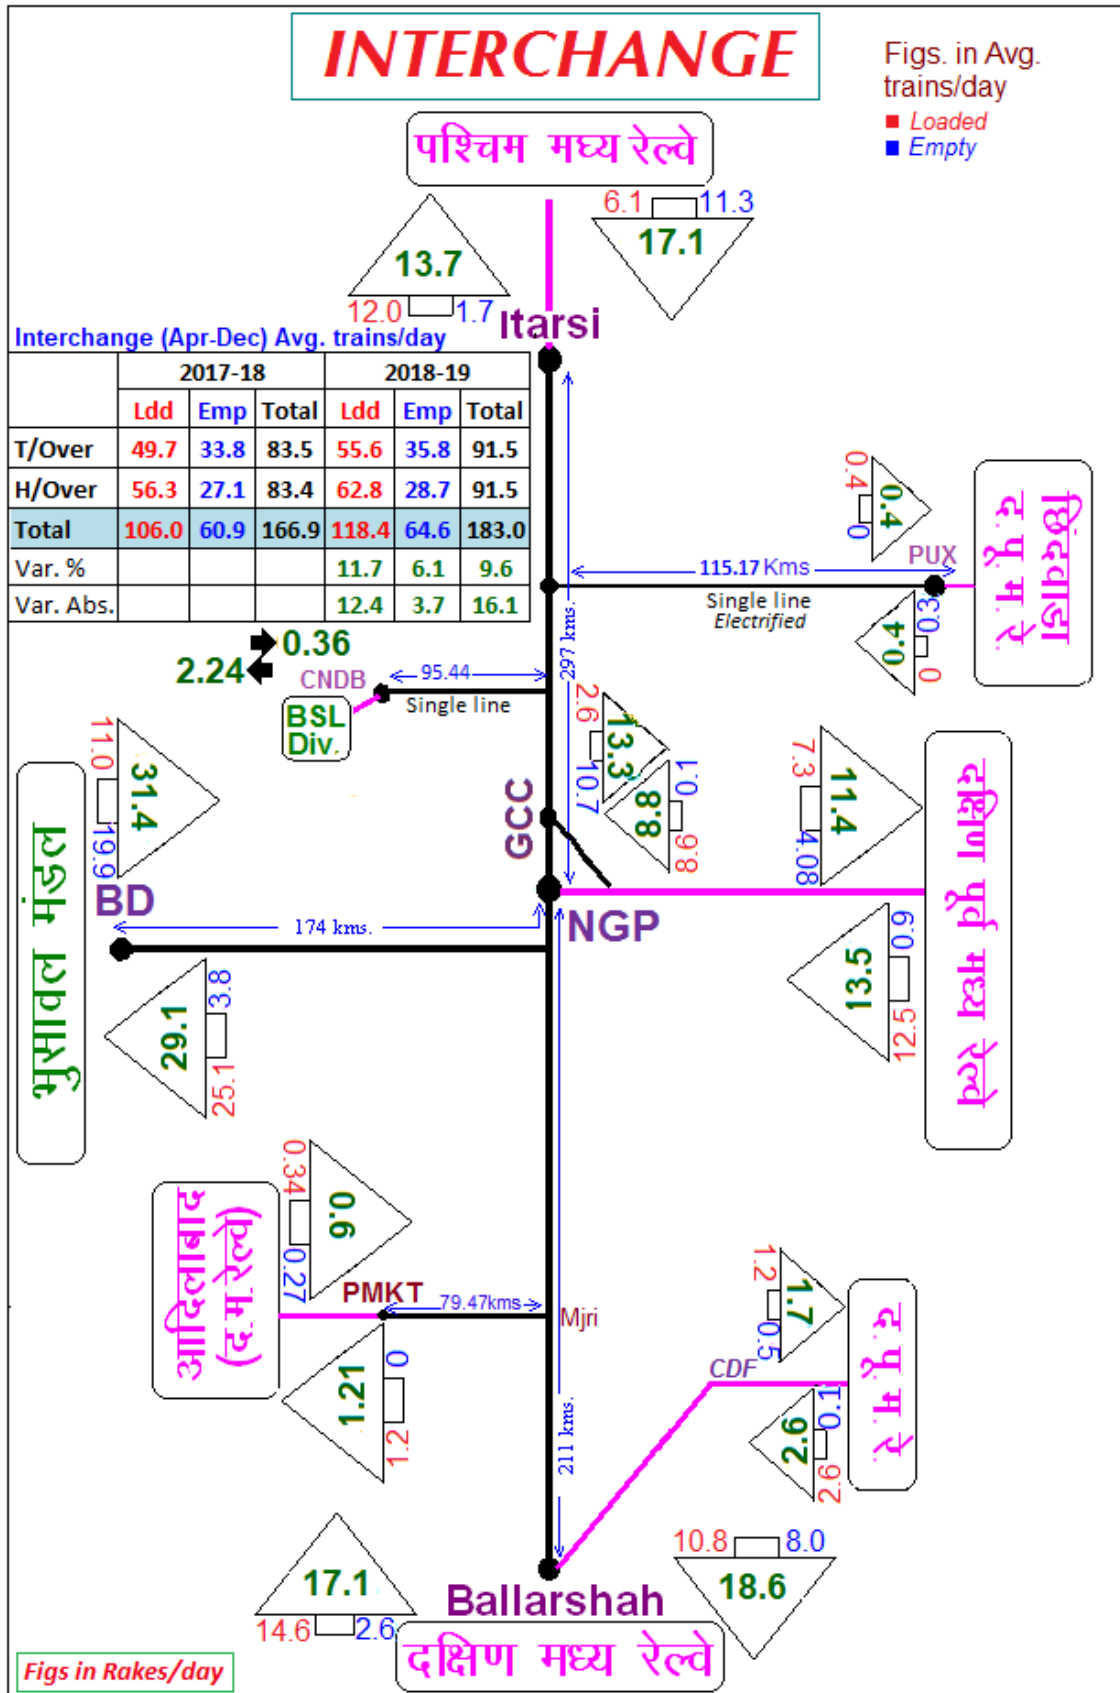 INTERCHANGE
Figs. in Avg.
trains/day
Loaded
Empty
पश्चिम मध्य रेल्वे
6.1 11.3
17.1
13.7
12.0 1.7
Itarsi
Interchange (Apr-Dec) Avg. trains/day
2017-18 2018-19
Ldd Emp Total Ldd Emp Total
T/Over 49.7 33.8 83.5 55.6 35.8 91.5
H/Over 56.3 27.1 83.4 62.8 28.7 91.5
Total 106.0 60.9 166.9 118.4 64.6 183.0
Var. % 11.7 6.1 9.6
Var. Abs. 12.4 3.7 16.1
0.4
0.4
0
PUX
छिंदवाडा
द.पू.म.रे.
115.17 Kms
Single line
Electrified
0.4
0.3
0
297 kms.
0.36
2.24
CNDB
95.44
Single line
BSL
Div.
2.6
13.3
10.7
0.1
8.8
9.8
GCC
7.3
11.4
4.08
दक्षिण पूर्व मध्य रेल्वे
11.0
31.4
19.9
भुसावल मंडल
BD
174 kms.
NGP
0.9
13.5
12.5
3.8
29.1
25.1
0.34
0.6
0.27
आदिलाबाद
(द.म.रेल्वे)
PMKT
79.47kms
Mjri
0
1.21
1.2
211 kms.
1.2
1.7
0.5
CDF
द.पू.म.रे.
0.1
2.6
2.6
10.8 8.0
18.6
17.1
14.6 2.6
Ballarshah
दक्षिण मध्य रेल्वे
Figs in Rakes/day